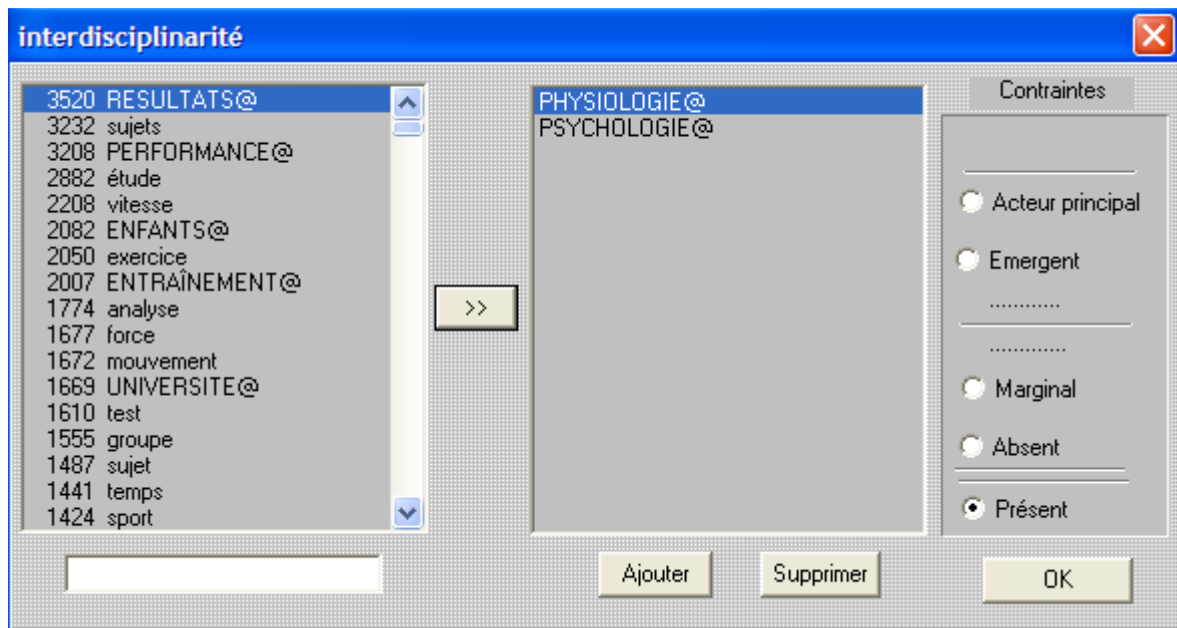 interdisciplinarité
3520 RESULTATS@
3232 sujets
3208 PERFORMANCE@
2882 étude
2208 vitesse
2082 ENFANTS@
2050 exercice
2007 ENTRAÎNEMENT@
1774 analyse
1677 force
1672 mouvement
1669 UNIVERSITE@
1610 test
1555 groupe
1487 sujet
1441 temps
1424 sport
>>
PHYSIOLOGIE@
PSYCHOLOGIE@
Ajouter
Supprimer
Contraintes
Acteur principal
Emergent
............
.............
Marginal
Absent
Présent
OK